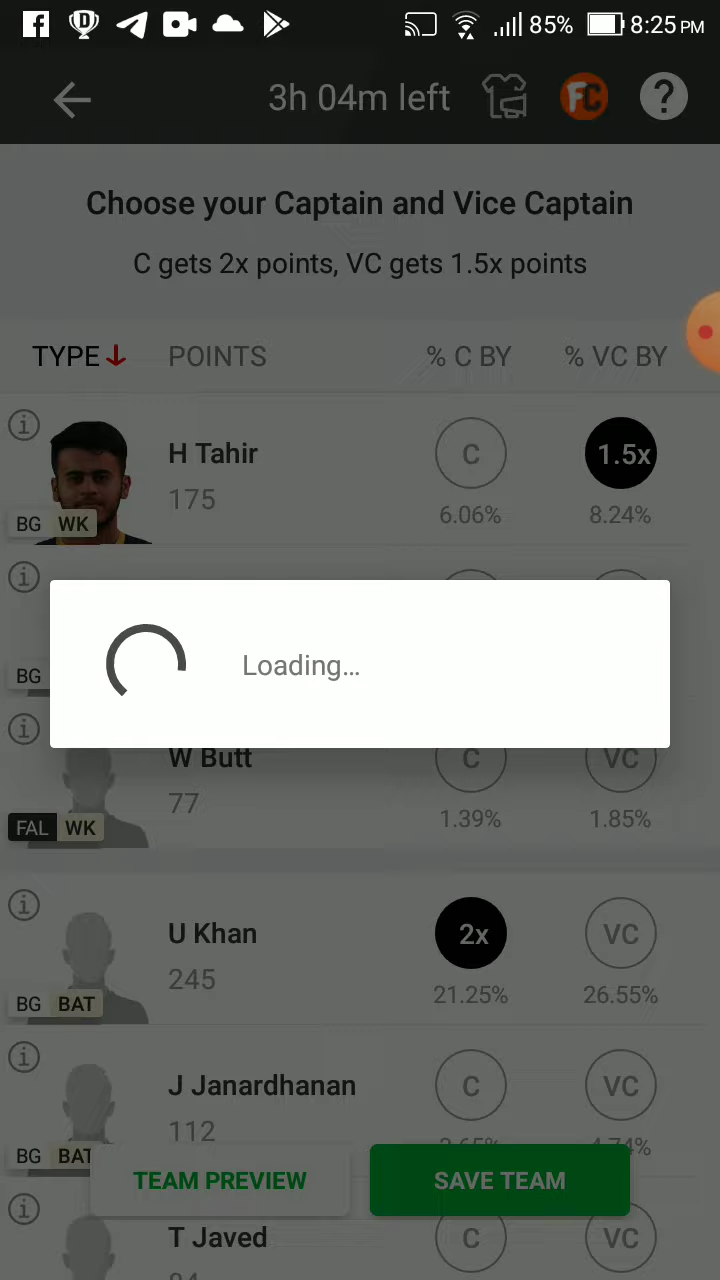 85% 8:25 PM
3h 04m left FC ?
Choose your Captain and Vice Captain
C gets 2x points, VC gets 1.5x points
TYPE POINTS % C BY % VC BY
H Tahir
175
C 1.5x
6.06% 8.24%
BG WK
BG
Loading...
W Butt
77
C VC
1.39% 1.85%
FAL WK
U Khan
245
2x VC
21.25% 26.55%
BG BAT
J Janardhanan
112
C VC
BG BAT
TEAM PREVIEW SAVE TEAM
T Javed
C VC